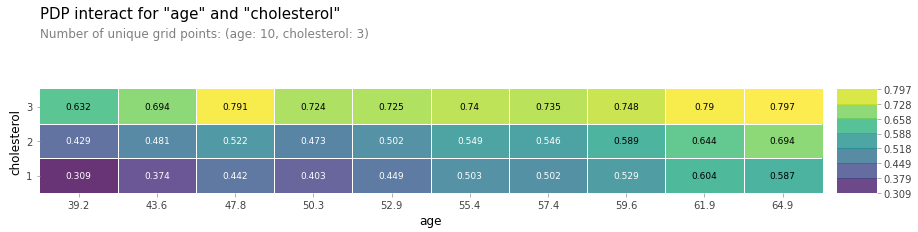 PDP interact for "age" and "cholesterol"
Number of unique grid points: (age: 10, cholesterol: 3)
cholesterol
3 0.632 0.694 0.791 0.724 0.725 0.74 0.735 0.748 0.79 0.797
2 0.429 0.481 0.522 0.473 0.502 0.549 0.546 0.589 0.644 0.694
1 0.309 0.374 0.442 0.403 0.449 0.503 0.502 0.529 0.604 0.587
39.2 43.6 47.8 50.3 52.9 55.4 57.4 59.6 61.9 64.9
age
0.797
0.728
0.658
0.588
0.518
0.449
0.379
0.309